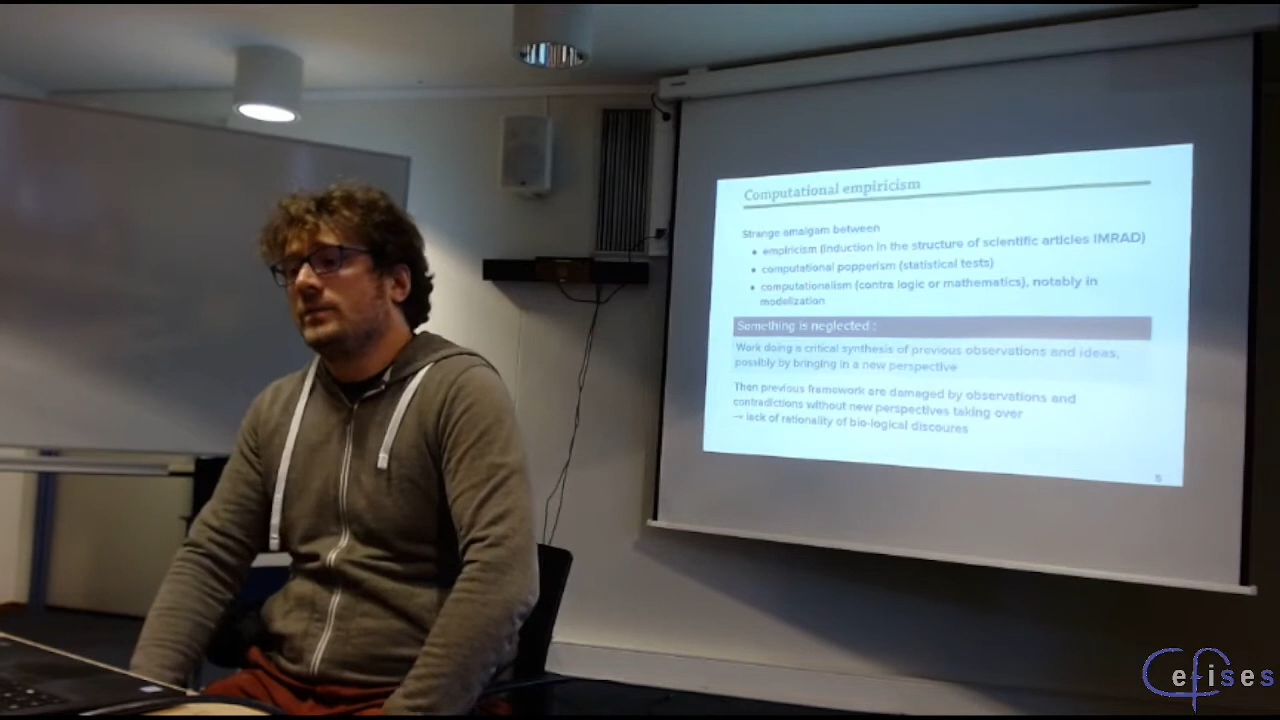 Computational empiricism
Strange amalgam between
• empiricism (induction in the structure of scientific articles IMRAD)
• computational popperism (statistical tests)
• computationalism (contra logic or mathematics), notably in
modelization
Something is neglected :
Work doing a critical synthesis of previous observations and ideas,
possibly by bringing in a new perspective
Then previous framework are damaged by observations and
contradictions without new perspectives taking over
→ lack of rationality of bio-logical discoures
5
Cefises